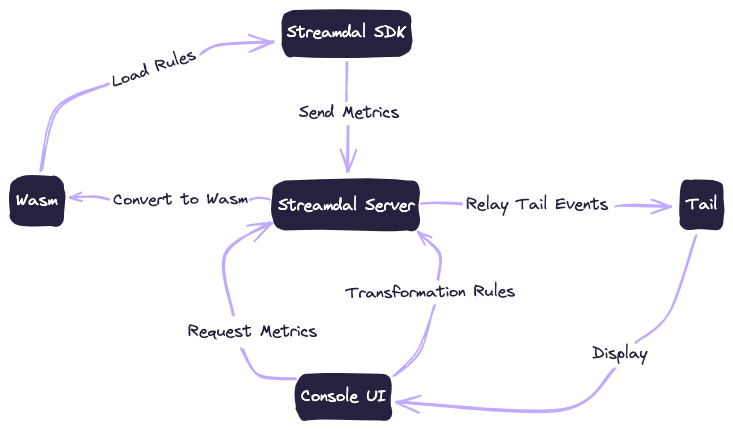 Streamdal SDK
Load Rules
Send Metrics
Wasm
Convert to Wasm
Streamdal Server
Relay Tail Events
Tail
Transformation Rules
Request Metrics
Display
Console UI